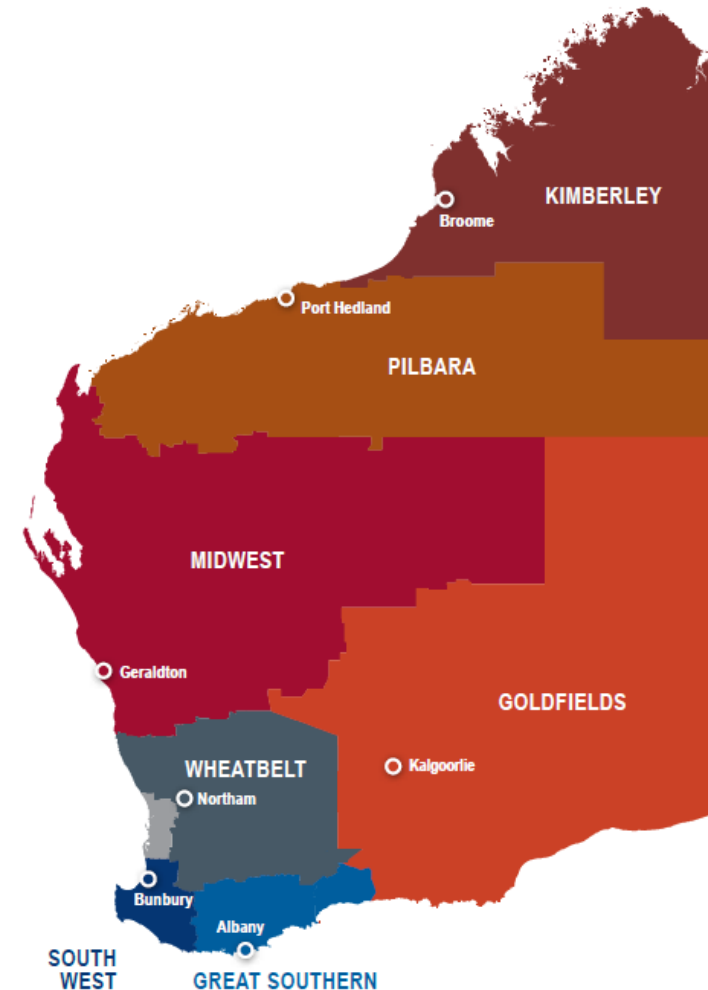 KIMBERLEY
Broome
Port Hedland
PILBARA
MIDWEST
Geraldton
GOLDFIELDS
Kalgoorlie
WHEATBELT
Northam
Bunbury
Albany
SOUTH
WEST
GREAT SOUTHERN